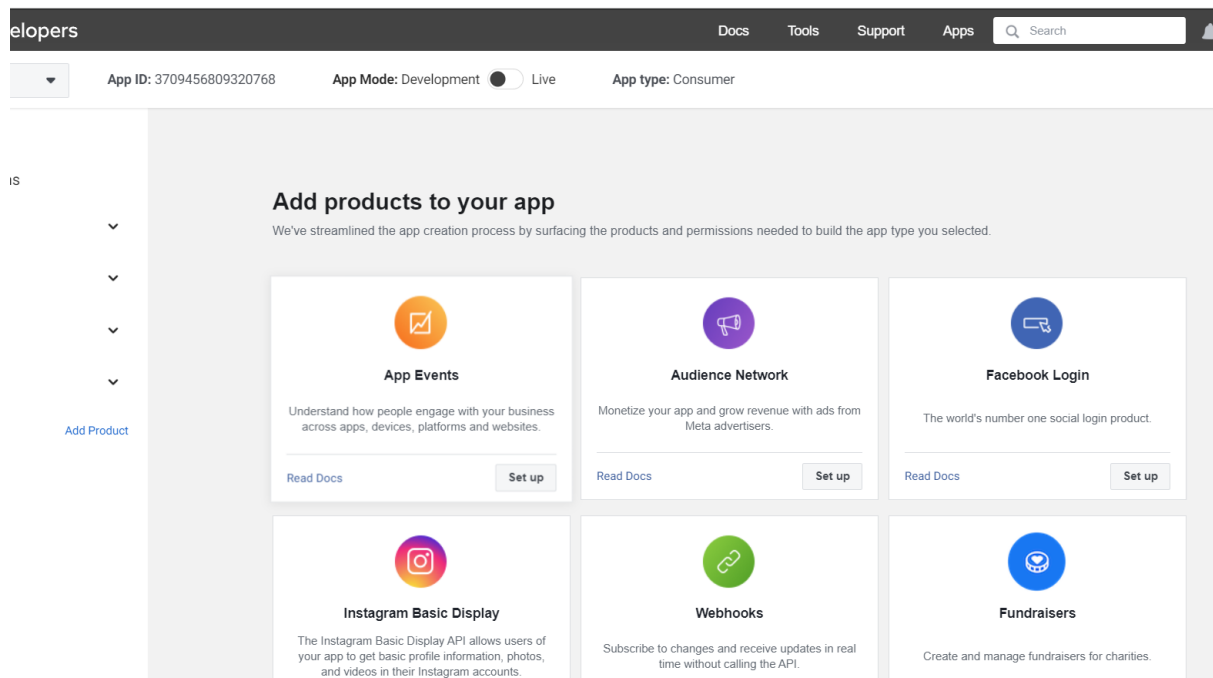 Docs Tools Support Apps Search
App ID: 3709456809320768 App Mode: Development Live App type: Consumer
Add products to your app
We've streamlined the app creation process by surfacing the products and permissions needed to build the app type you selected.
Add Product
App Events
Understand how people engage with your business
across apps, devices, platforms and websites.
Read Docs Set up
Audience Network
Monetize your app and grow revenue with ads from
Meta advertisers.
Read Docs Set up
Facebook Login
The world's number one social login product.
Read Docs Set up
Instagram Basic Display
The Instagram Basic Display API allows users of
your app to get basic profile information, photos,
and videos in their Instagram accounts.
Webhooks
Subscribe to changes and receive updates in real
time without calling the API.
Fundraisers
Create and manage fundraisers for charities.